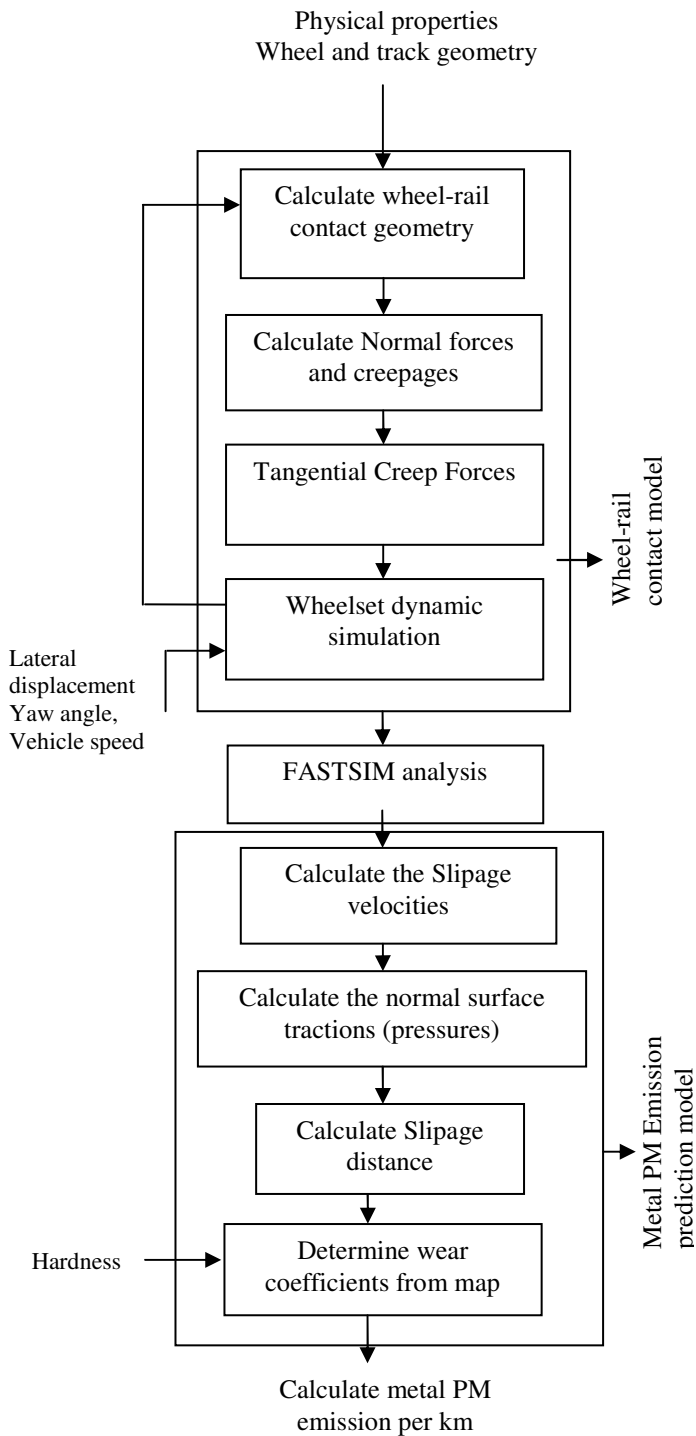 Physical properties
Wheel and track geometry
Calculate wheel-rail
contact geometry
Calculate Normal forces
and creepages
Tangential Creep Forces
Wheel-rail
contact model
Wheelset dynamic
simulation
Lateral
displacement
Yaw angle,
Vehicle speed
FASTSIM analysis
Calculate the Slipage
velocities
Calculate the normal surface
tractions (pressures)
Calculate Slipage
distance
Metal PM Emission
prediction model
Hardness
Determine wear
coefficients from map
Calculate metal PM
emission per km